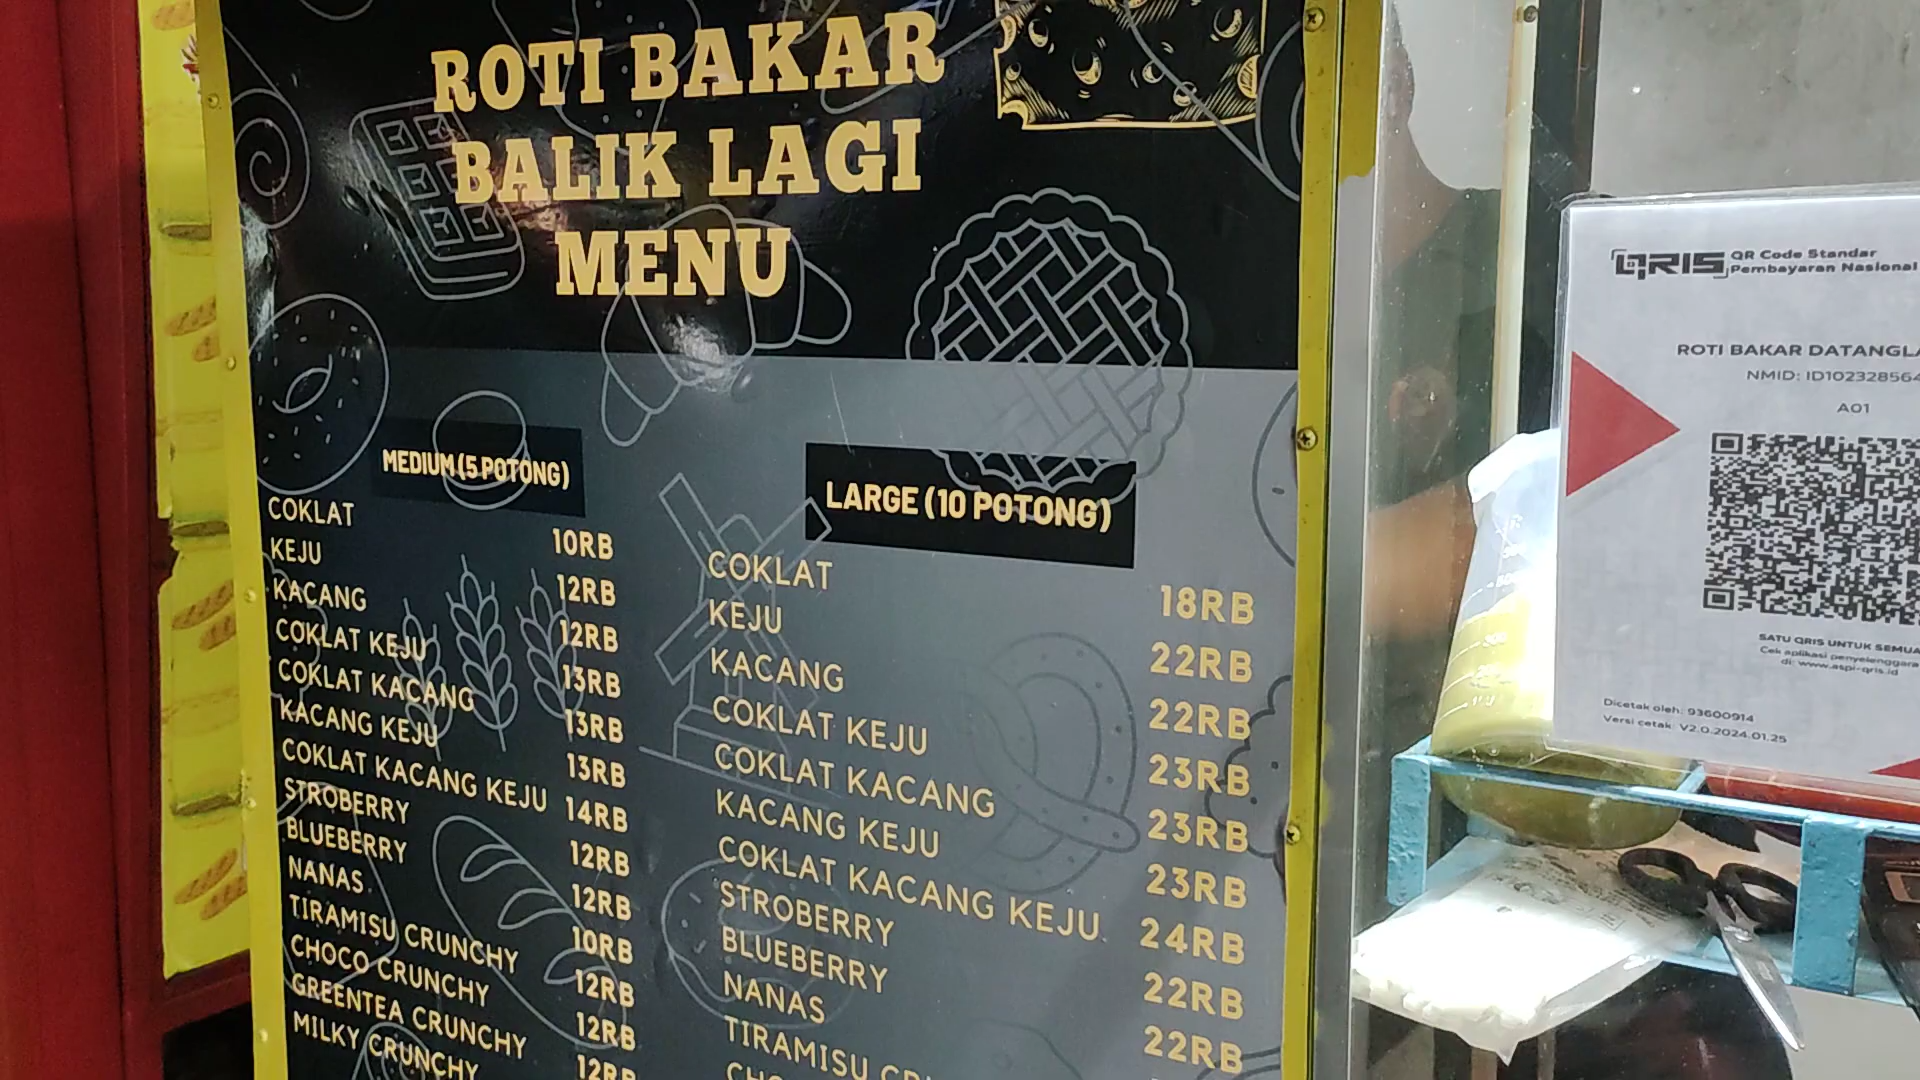 ROTI BAKAR
BALIK LAGI
MENU
MEDIUM (5 POTONG)
COKLAT 10RB
KEJU 12RB
KACANG 12RB
COKLAT KEJU 13RB
COKLAT KACANG 13RB
KACANG KEJU 13RB
COKLAT KACANG KEJU 14RB
STROBERRY 12RB
BLUEBERRY 12RB
NANAS 10RB
TIRAMISU CRUNCHY 12RB
CHOCO CRUNCHY 12RB
GREENTEA CRUNCHY 12RB
MILKY CRUNCHY
LARGE (10 POTONG)
COKLAT 18RB
KEJU 22RB
KACANG 22RB
COKLAT KEJU 23RB
COKLAT KACANG 23RB
KACANG KEJU 23RB
COKLAT KACANG KEJU 24RB
STROBERRY 22RB
BLUEBERRY 22RB
NANAS
TIRAMISU
QRIS QR Code Standar
Pembayaran Nasional
ROTI BAKAR DATANGLA
NMID: ID102328564
A01
SATU QRIS UNTUK SEMUA
Cek aplikasi penyelenggara
di: www.aspi-qris.id
Dicetak oleh: 93600914
Versi cetak: V2.0.2024.01.25